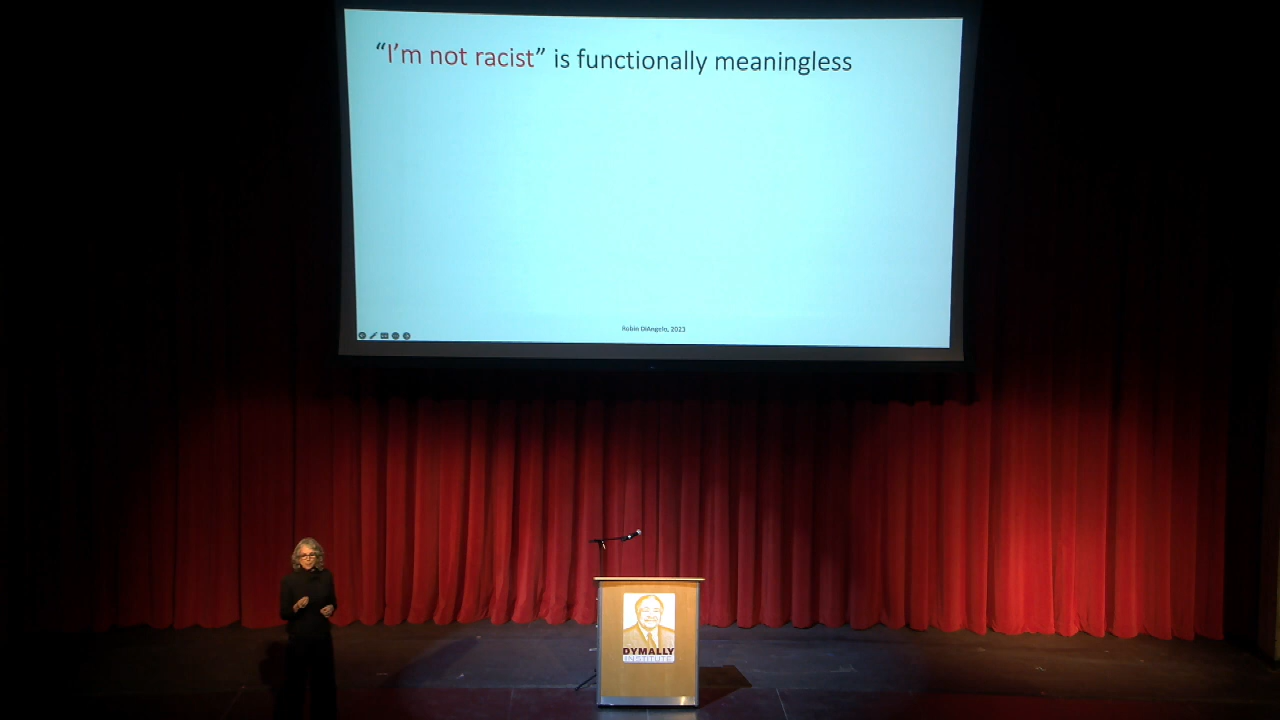 “I’m not racist” is functionally meaningless
Robin DiAngelo, 2023
DYMALLY
INSTITUTE